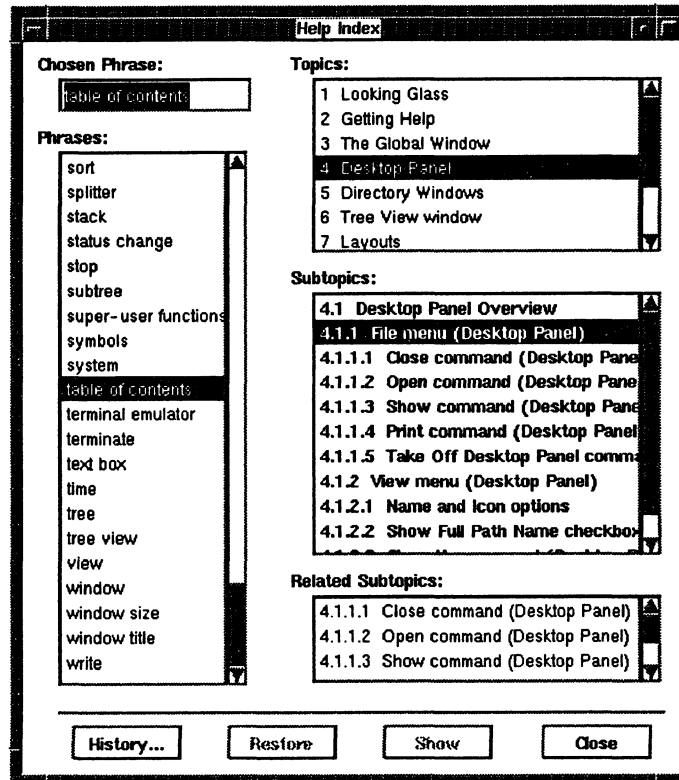 Help Index
Chosen Phrase:
table of contents
Phrases:
sort
splitter
stack
status change
stop
subtree
super-user functions
symbols
system
table of contents
terminal emulator
terminate
text box
time
tree
tree view
view
window
window size
window title
write
Topics:
1 Looking Glass
2 Getting Help
3 The Global Window
4 Desktop Panel
5 Directory Windows
6 Tree View window
7 Layouts
Subtopics:
4.1 Desktop Panel Overview
4.1.1 File menu (Desktop Panel)
4.1.1.1 Close command (Desktop Pane
4.1.1.2 Open command (Desktop Pane
4.1.1.3 Show command (Desktop Pane
4.1.1.4 Print command (Desktop Panel
4.1.1.5 Take Off Desktop Panel comma
4.1.2 View menu (Desktop Panel)
4.1.2.1 Name and Icon options
4.1.2.2 Show Full Path Name checkbox
Related Subtopics:
4.1.1.1 Close command (Desktop Panel)
4.1.1.2 Open command (Desktop Panel)
4.1.1.3 Show command (Desktop Panel)
History... Restore Show Close